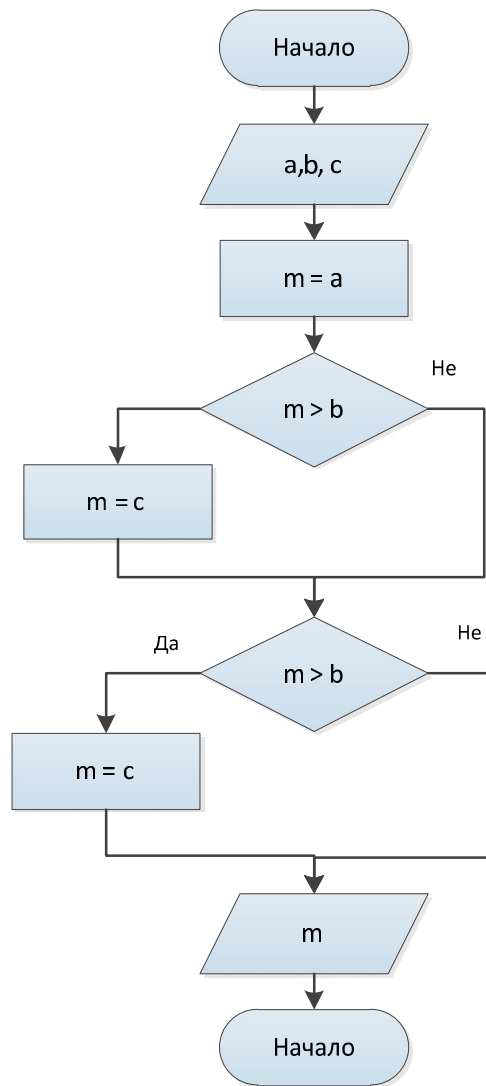 Начало
a,b, c
m = a
Не
m > b
m = c
Да
Не
m > b
m = c
m
Начало